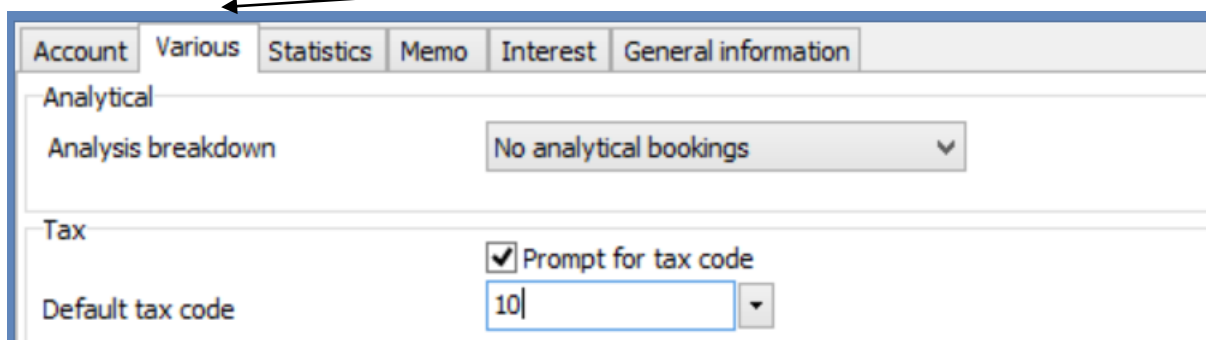 Account Various Statistics Memo Interest General information
Analytical
Analysis breakdown No analytical bookings
Tax
Prompt for tax code
Default tax code 10